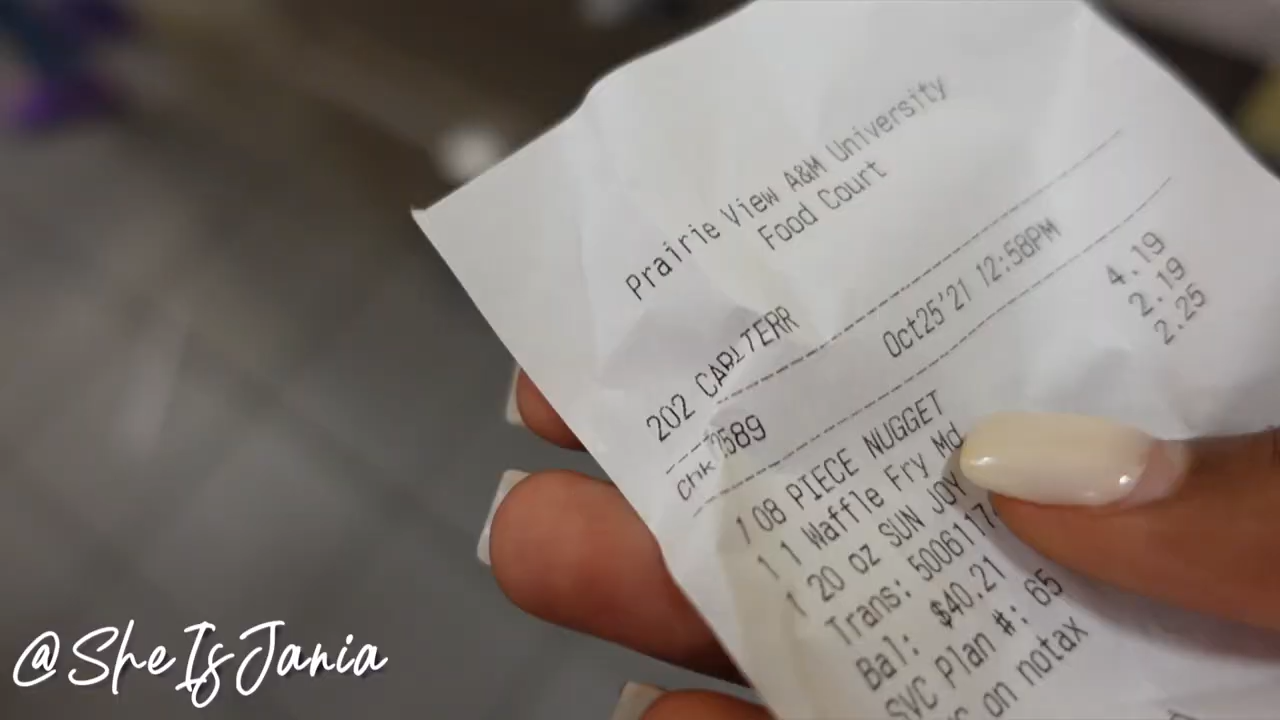 Prairie View A&M University
Food Court
202 CARLTERR
Chk 2589 Oct25'21 12:58PM
1 08 PIECE NUGGET 4.19
1 1 Waffle Fry Md 2.19
1 20 oz SUN JOY 2.25
Trans: 5006117
Bal: $40.21
SVC Plan #: 65
on notax
@SheIsJania